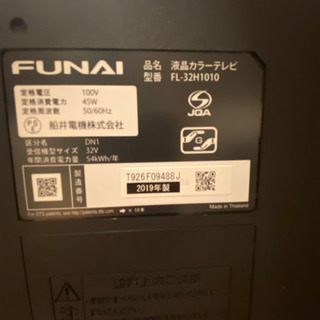 FUNAI
品名 液晶カラーテレビ
型番 FL-32H1010
定格電圧 100V
定格消費電力 45W
定格周波数 50/60Hz
船井電機株式会社
JQA
区分名 DN1
受信機型サイズ 32V
年間消費電力量 54kWh/年
製造番号
T926F09488J
2019年製
Made in Thailand